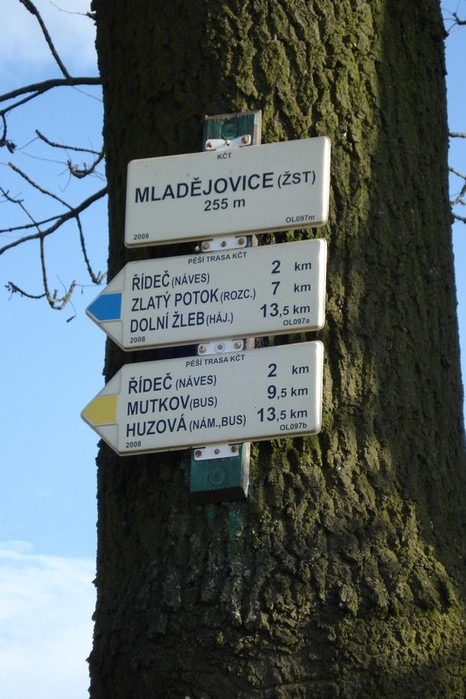 KČT
MLADĚJOVICE (ŽST)
255 m
2008 OL097m
PĚŠÍ TRASA KČT
ŘÍDEČ (NÁVES) 2 km
ZLATÝ POTOK (ROZC.) 7 km
DOLNÍ ŽLEB (HÁJ.) 13,5 km
2008 OL097a
PĚŠÍ TRASA KČT
ŘÍDEČ (NÁVES) 2 km
MUTKOV (BUS) 9,5 km
HUZOVÁ (NÁM.,BUS) 13,5 km
2008 OL097b